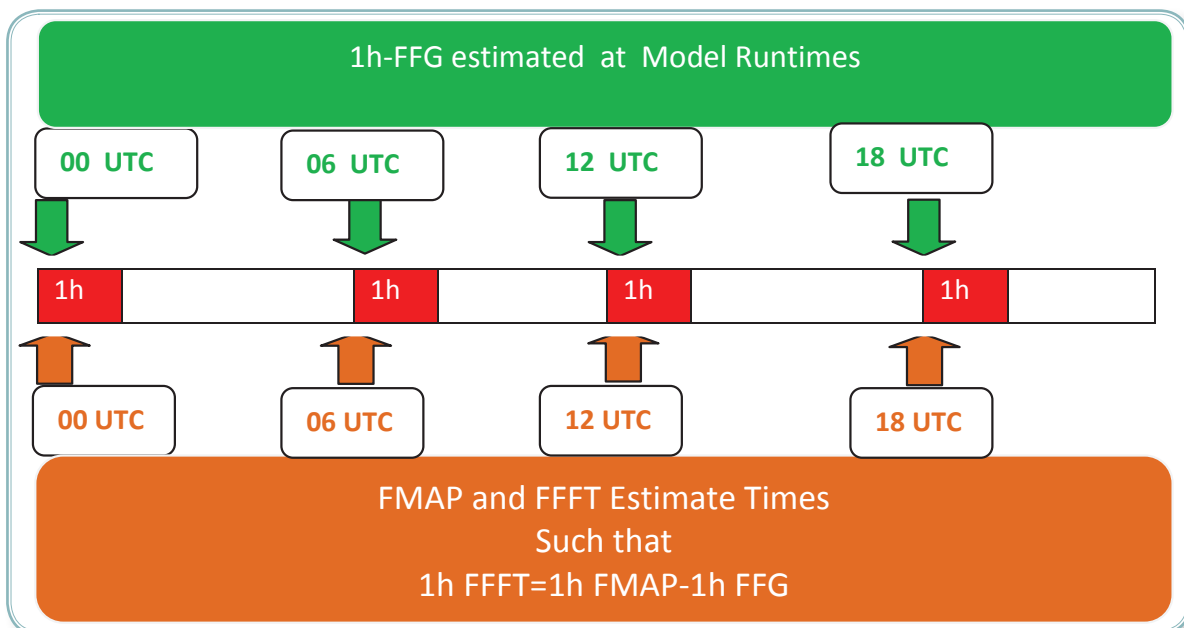 1h-FFG estimated at Model Runtimes
00 UTC
06 UTC
12 UTC
18 UTC
1h
1h
1h
1h
00 UTC
06 UTC
12 UTC
18 UTC
FMAP and FFFT Estimate Times
Such that
1h FFFT=1h FMAP-1h FFG